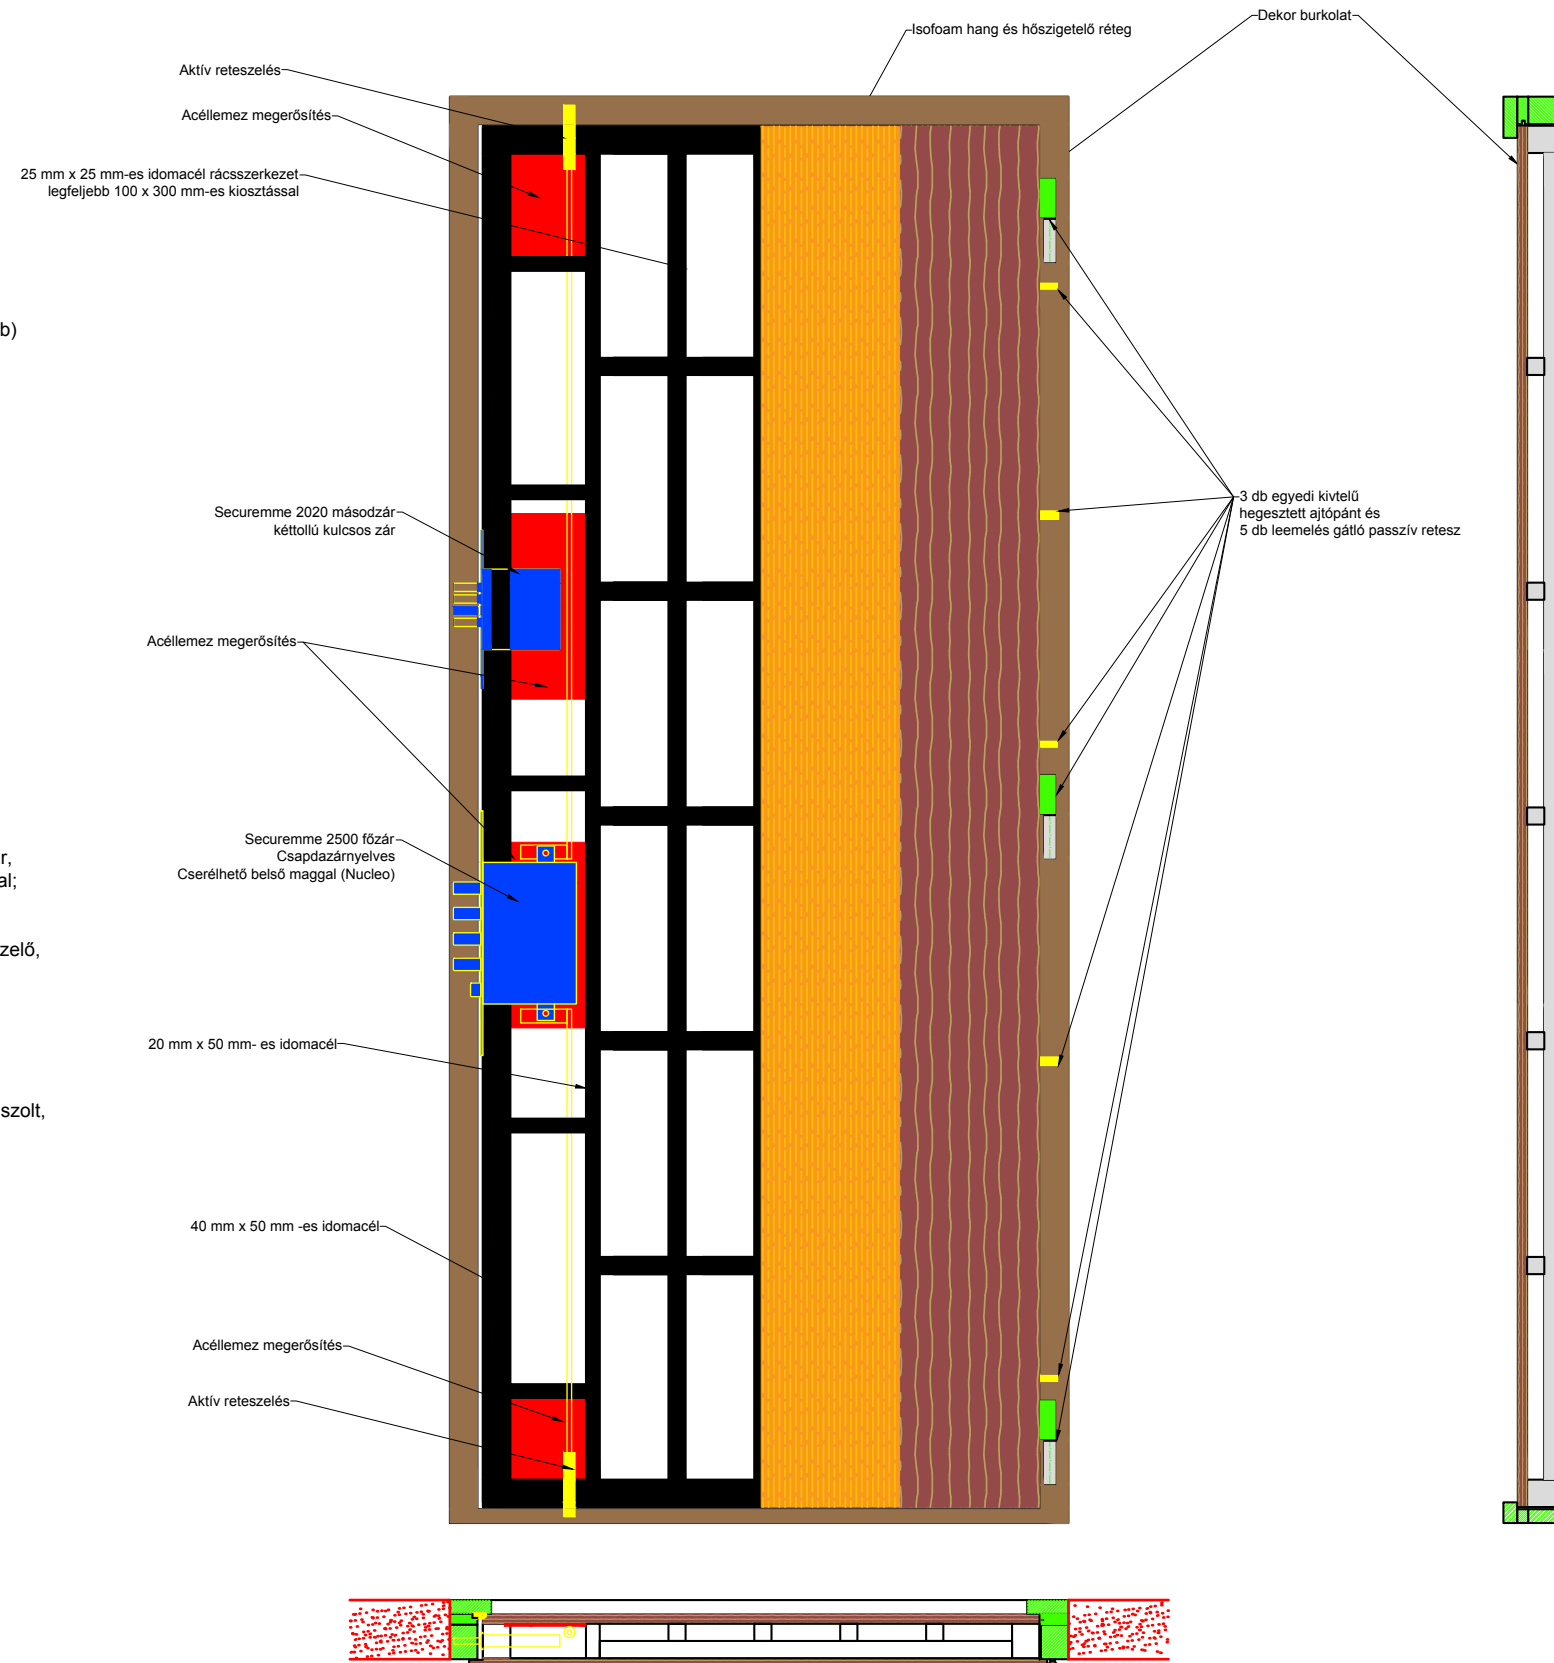 Isofoam hang és hőszigetelő réteg
Dekor burkolat
Aktív reteszelés
Acéllemez megerősítés
25 mm x 25 mm-es idomacél rácsszerkezet
legfeljebb 100 x 300 mm-es kiosztással
b)
Securemme 2020 másodzár
kéttollú kulcsos zár
3 db egyedi kivtelű
hegesztett ajtópánt és
5 db leemelés gátló passzív retesz
Acéllemez megerősítés
Securemme 2500 főzár
Csapdazárnyelves
Cserélhető belső maggal (Nucleo)
r,
al;
zelő,
20 mm x 50 mm- es idomacél
szolt,
40 mm x 50 mm -es idomacél
Acéllemez megerősítés
Aktív reteszelés